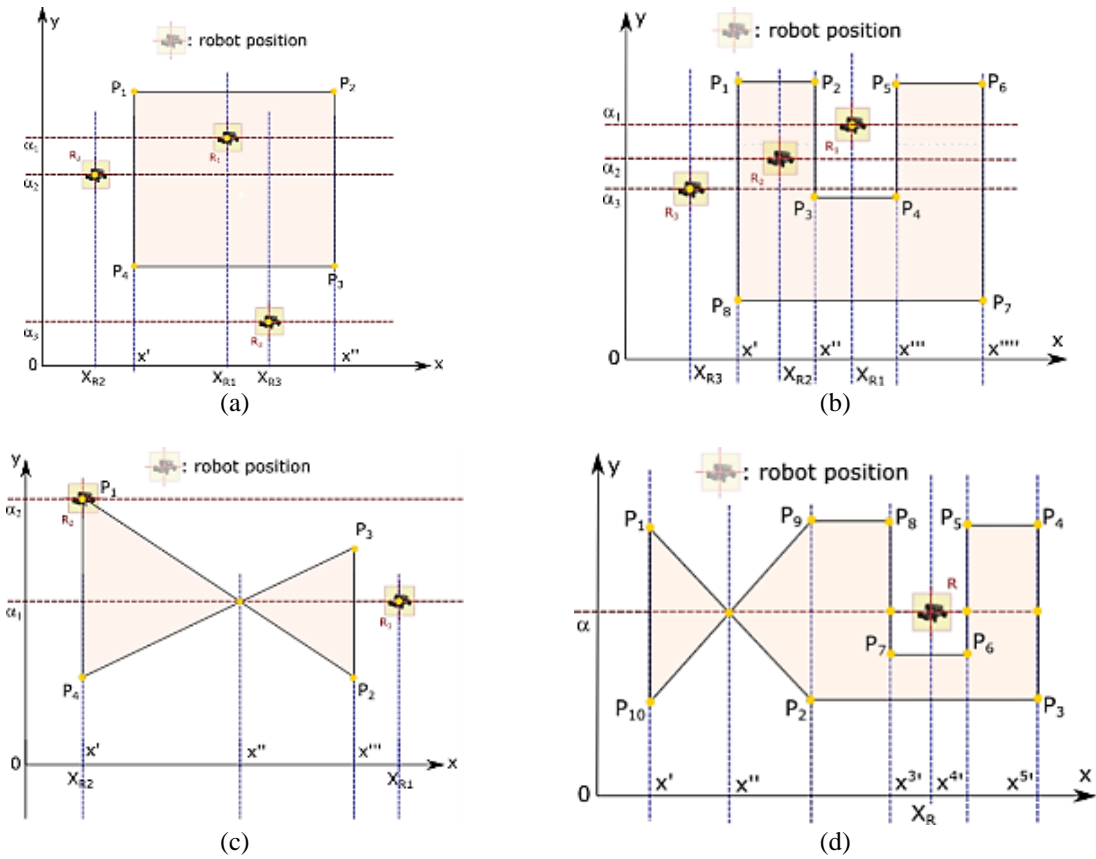 y
: robot position
P1
P2
α1
R1
R2
α2
P4
P3
α3
R3
0
x'
x''
x
XR2
XR1
XR3
(a)
y
: robot position
P1
P2
P5
P6
α1
R1
α2
R2
α3
R3
P3
P4
P8
P7
0
x'
x''
x'''
x''''
x
XR3
XR2
XR1
(b)
y
: robot position
P1
α2
R2
P3
α1
R1
P4
P2
0
x'
x''
x'''
x
XR2
XR1
(c)
y
: robot position
P1
P9
P8
P5
P4
R
α
P7
P6
P10
P2
P3
0
x'
x''
x3'
x4'
x5'
x
XR
(d)